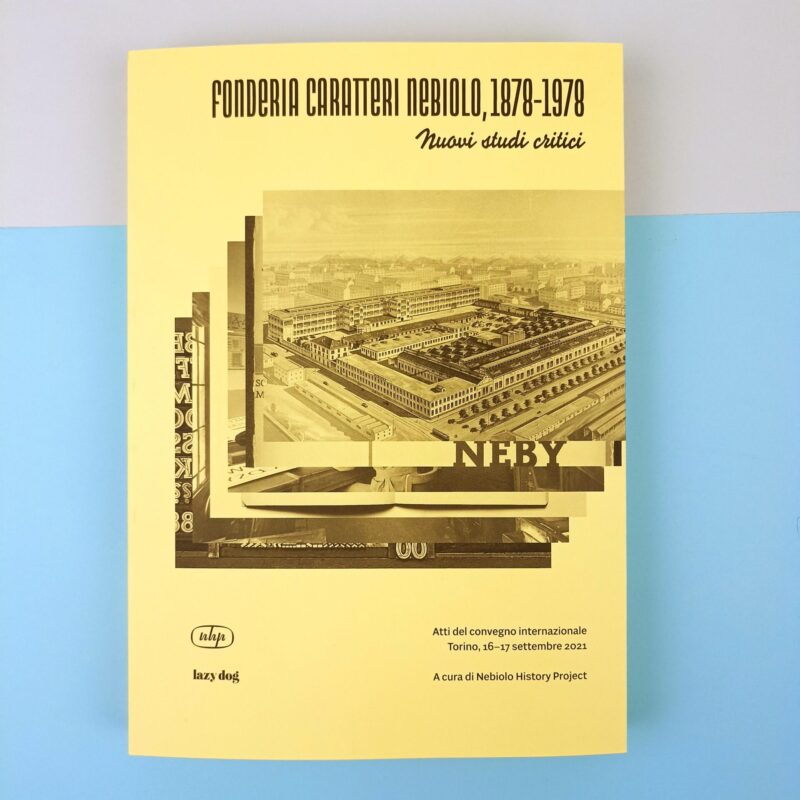 Fonderia Caratteri Nebiolo, 1878–1978
Nuovi studi critici
NEBY
nhp
lazy dog
Atti del convegno internazionale
Torino, 16–17 settembre 2021
A cura di Nebiolo History Project